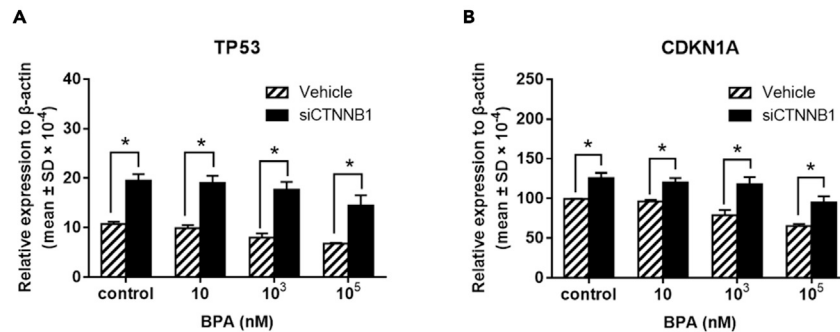 A
TP53
Relative expression to β-actin
(mean ± SD × 10⁻⁴)
40
30
20
10
0
Vehicle
siCTNNB1
*
*
*
*
control
10
10³
10⁵
BPA (nM)
B
CDKN1A
Relative expression to β-actin
(mean ± SD × 10⁻⁴)
250
200
150
100
50
0
Vehicle
siCTNNB1
*
*
*
*
control
10
10³
10⁵
BPA (nM)